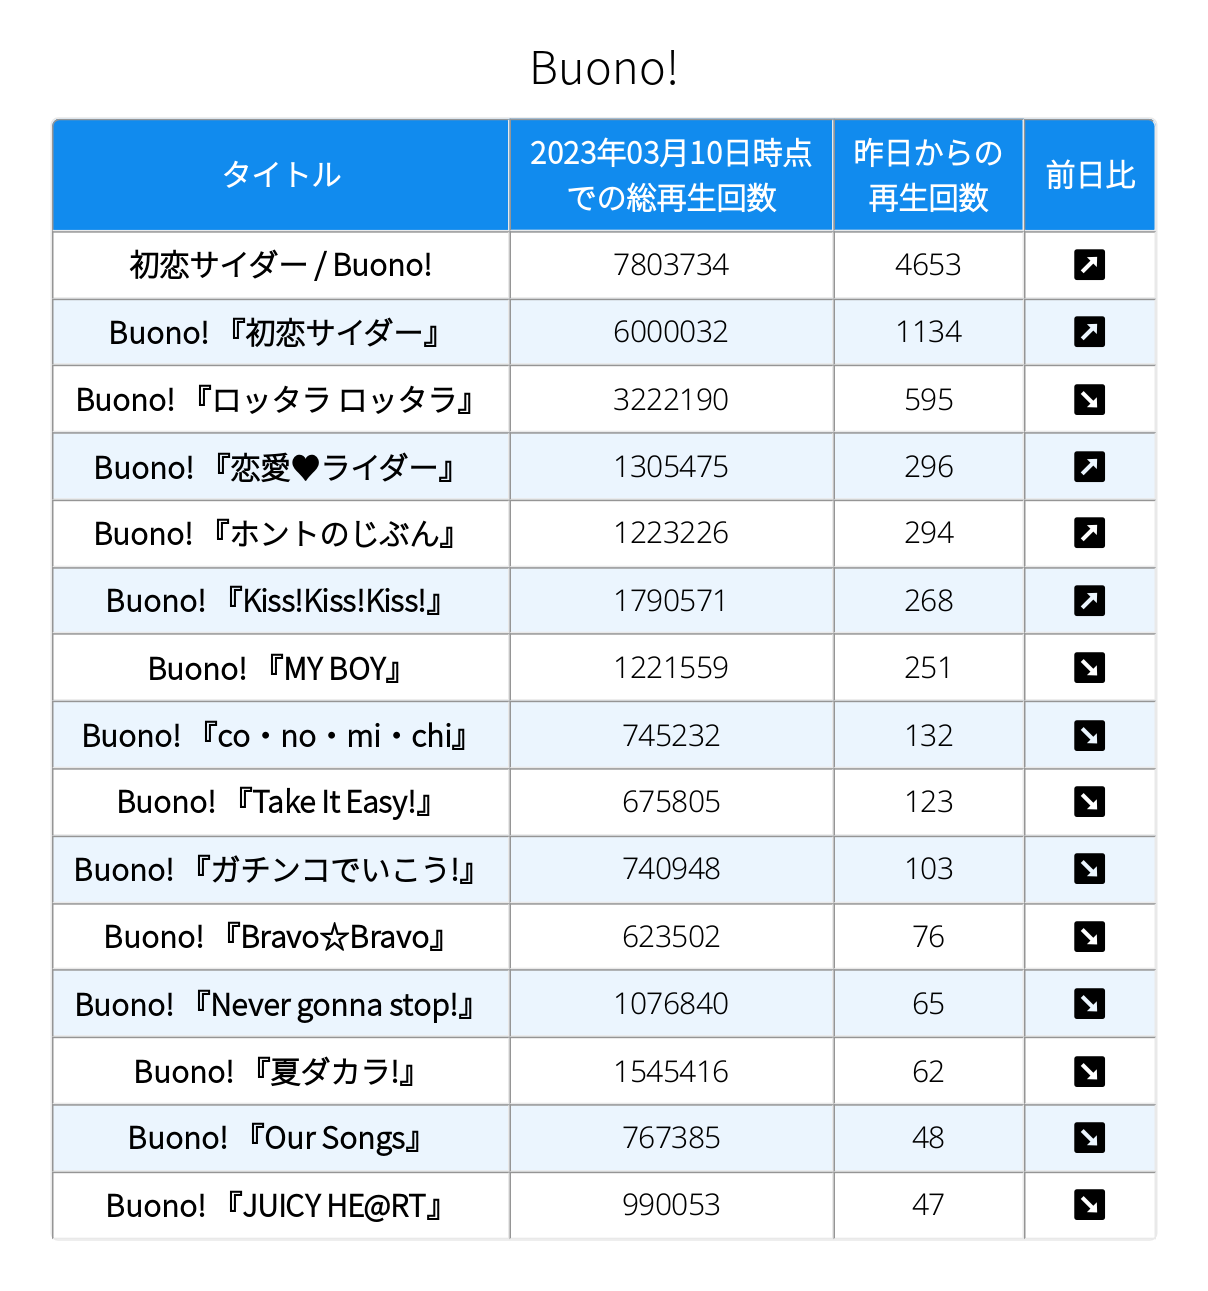 Buono!
タイトル 2023年03月10日時点での総再生回数 昨日からの再生回数 前日比
初恋サイダー / Buono! 7803734 4653 ↗
Buono! 『初恋サイダー』 6000032 1134 ↗
Buono! 『ロッタラ ロッタラ』 3222190 595 ↘
Buono! 『恋愛♥ライダー』 1305475 296 ↗
Buono! 『ホントのじぶん』 1223226 294 ↗
Buono! 『Kiss!Kiss!Kiss!』 1790571 268 ↗
Buono! 『MY BOY』 1221559 251 ↘
Buono! 『co・no・mi・chi』 745232 132 ↘
Buono! 『Take It Easy!』 675805 123 ↘
Buono! 『ガチンコでいこう!』 740948 103 ↘
Buono! 『Bravo☆Bravo』 623502 76 ↘
Buono! 『Never gonna stop!』 1076840 65 ↘
Buono! 『夏ダカラ!』 1545416 62 ↘
Buono! 『Our Songs』 767385 48 ↘
Buono! 『JUICY HE@RT』 990053 47 ↘